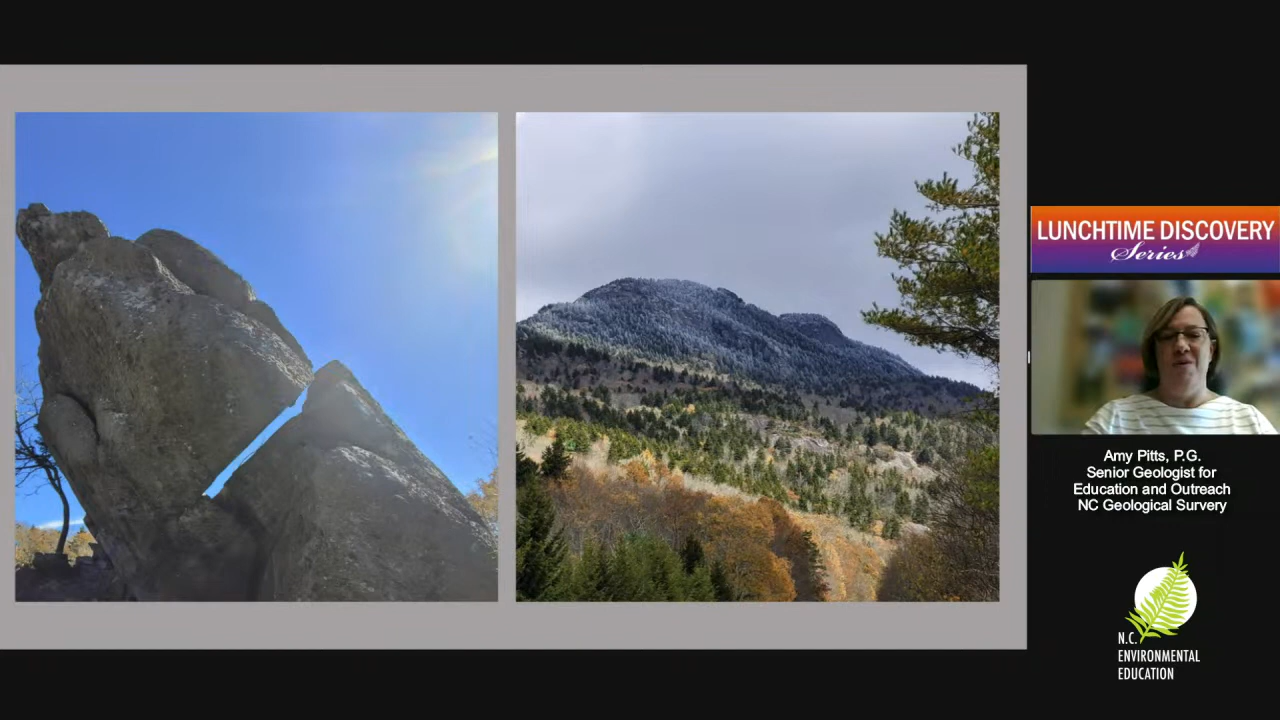 LUNCHTIME DISCOVERY
Series
Amy Pitts, P.G.
Senior Geologist for
Education and Outreach
NC Geological Survery
N.C.
ENVIRONMENTAL
EDUCATION